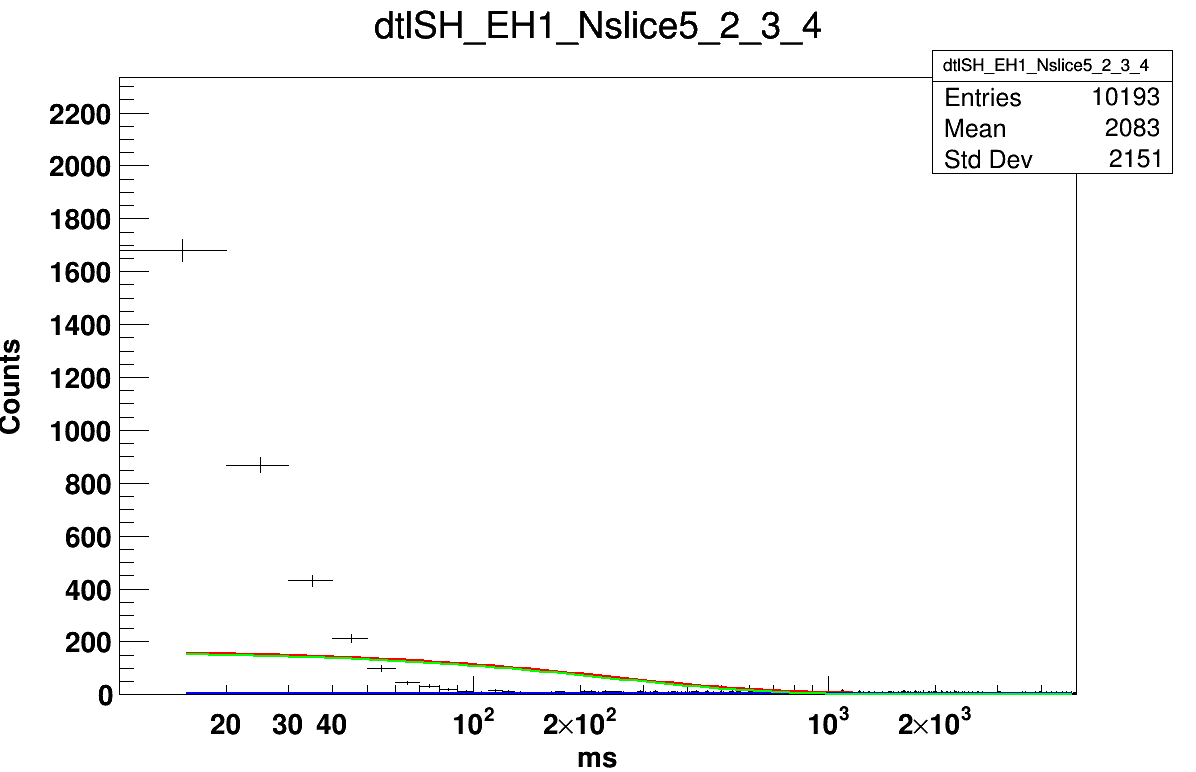 dtlSH_EH1_Nslice5_2_3_4
dtlSH_EH1_Nslice5_2_3_4
Entries 10193
Mean 2083
Std Dev 2151
Counts
2200
2000
1800
1600
1400
1200
1000
800
600
400
200
0
20 30 40 10² 2×10² 10³ 2×10³
ms